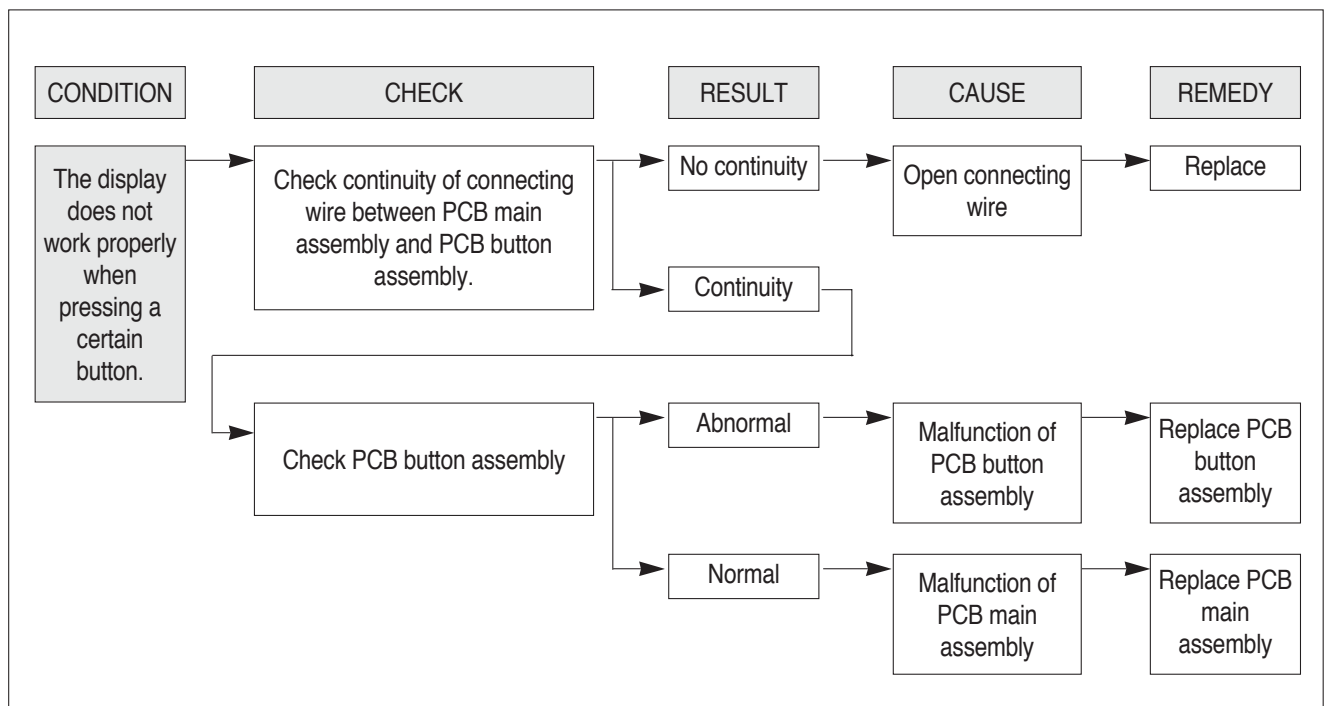 CONDITION
CHECK
RESULT
CAUSE
REMEDY
The display
does not
work properly
when
pressing a
certain
button.
Check continuity of connecting
wire between PCB main
assembly and PCB button
assembly.
No continuity
Open connecting
wire
Replace
Continuity
Check PCB button assembly
Abnormal
Malfunction of
PCB button
assembly
Replace PCB
button
assembly
Normal
Malfunction of
PCB main
assembly
Replace PCB
main
assembly